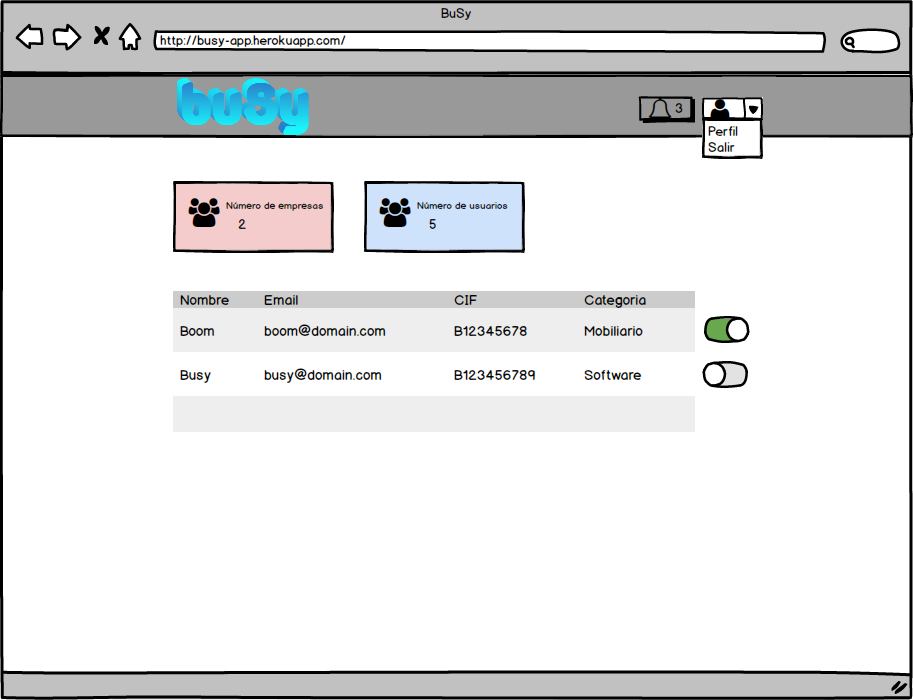 BuSy
http://busy-app.herokuapp.com/
busy
3
Perfil
Salir
Número de empresas
2
Número de usuarios
5
Nombre Email CIF Categoria
Boom boom@domain.com B12345678 Mobiliario
Busy busy@domain.com B123456789 Software